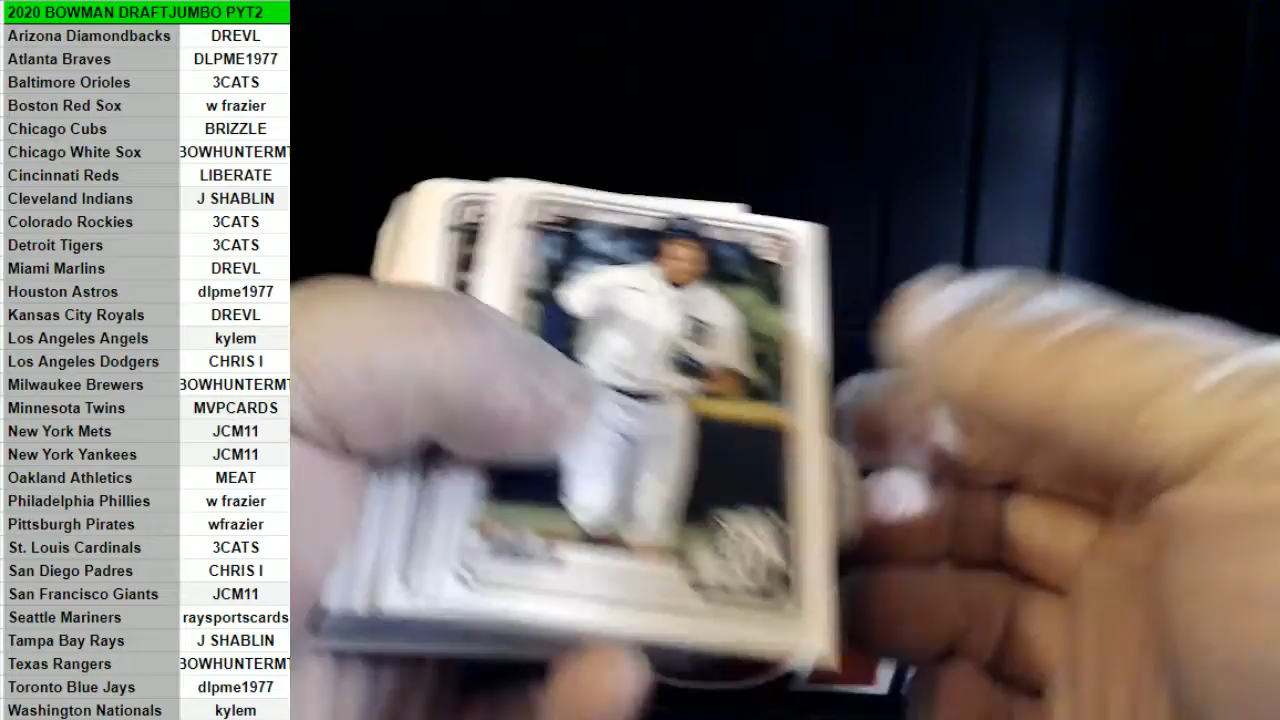 2020 BOWMAN DRAFTJUMBO PYT2
Arizona Diamondbacks DREVL
Atlanta Braves DLPME1977
Baltimore Orioles 3CATS
Boston Red Sox w frazier
Chicago Cubs BRIZZLE
Chicago White Sox BOWHUNTERMT
Cincinnati Reds LIBERATE
Cleveland Indians J SHABLIN
Colorado Rockies 3CATS
Detroit Tigers 3CATS
Miami Marlins DREVL
Houston Astros dlpme1977
Kansas City Royals DREVL
Los Angeles Angels kylem
Los Angeles Dodgers CHRIS I
Milwaukee Brewers BOWHUNTERMT
Minnesota Twins MVPCARDS
New York Mets JCM11
New York Yankees JCM11
Oakland Athletics MEAT
Philadelphia Phillies w frazier
Pittsburgh Pirates wfrazier
St. Louis Cardinals 3CATS
San Diego Padres CHRIS I
San Francisco Giants JCM11
Seattle Mariners raysportscards
Tampa Bay Rays J SHABLIN
Texas Rangers BOWHUNTERMT
Toronto Blue Jays dlpme1977
Washington Nationals kylem